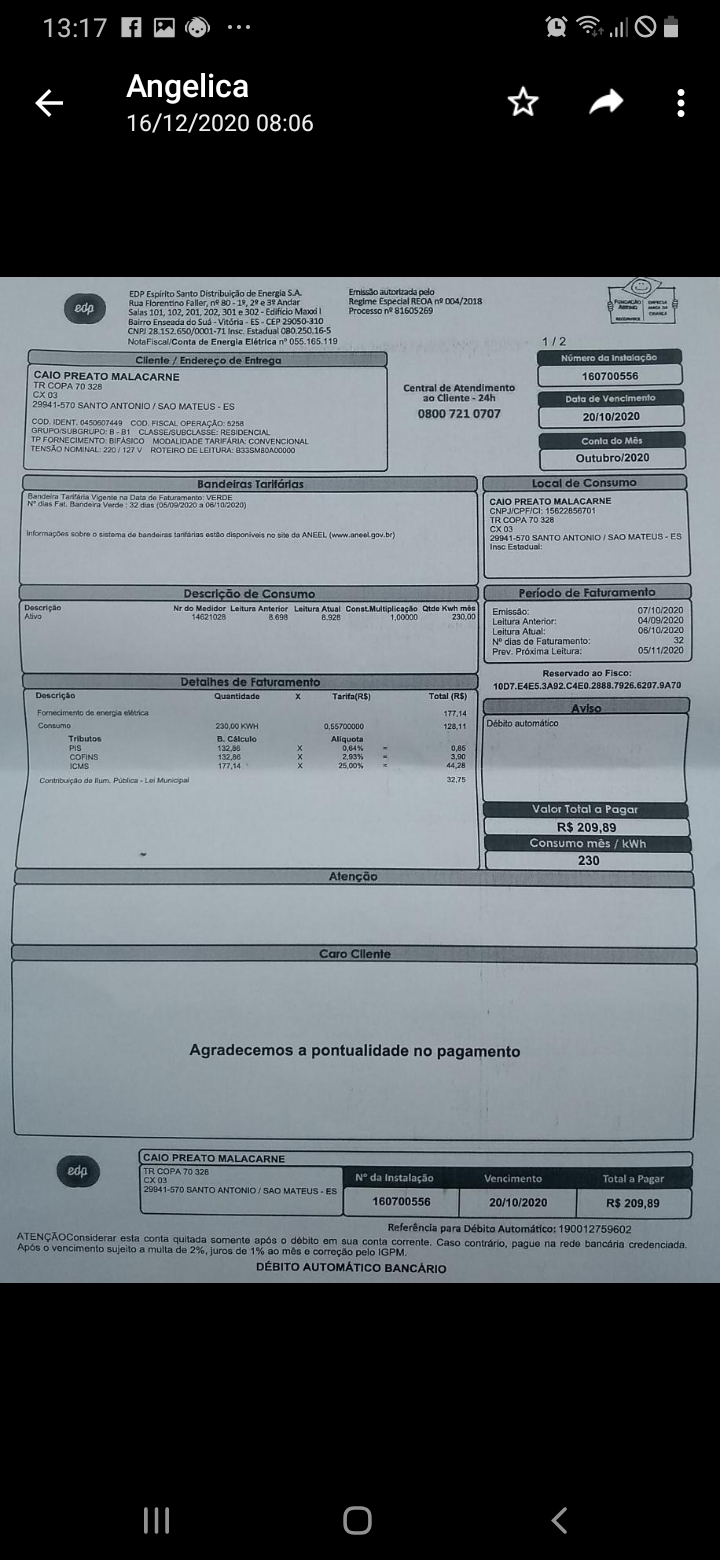 13:17
Angelica
16/12/2020 08:06
edp
EDP Espírito Santo Distribuição de Energia S.A.
Rua Florentino Faller, nº 80 - 1º, 2º e 3º Andar
Salas 101, 102, 201, 202, 301 e 302 - Edifício Maxxi I
Bairro Enseada do Suá - Vitória - ES - CEP 29050-310
CNPJ 28.152.650/0001-71 Insc. Estadual 080.250.16-5
NotaFiscal/Conta de Energia Elétrica nº 055.165.119
Emissão autorizada pelo
Regime Especial REOA nº 004/2018
Processo nº 81605269
FUNDAÇÃO ABRINQ
EMPRESA AMIGA DA CRIANÇA
1 / 2
Cliente / Endereço de Entrega
CAIO PREATO MALACARNE
TR COPA 70 328
CX 03
29941-570 SANTO ANTONIO / SAO MATEUS - ES
COD. IDENT. 0450607449 COD. FISCAL OPERAÇÃO: 5258
GRUPO/SUBGRUPO: B - B1 CLASSE/SUBCLASSE: RESIDENCIAL
TP FORNECIMENTO: BIFÁSICO MODALIDADE TARIFÁRIA: CONVENCIONAL
TENSÃO NOMINAL: 220 / 127 V ROTEIRO DE LEITURA: B33SM80A00000
Central de Atendimento
ao Cliente - 24h
0800 721 0707
Número da Instalação
160700556
Data de Vencimento
20/10/2020
Conta do Mês
Outubro/2020
Bandeiras Tarifárias
Bandeira Tarifária Vigente na Data de Faturamento: VERDE
Nº dias Fat. Bandeira Verde : 32 dias (05/09/2020 a 06/10/2020)
Informações sobre o sistema de bandeiras tarifárias estão disponíveis no site da ANEEL (www.aneel.gov.br)
Local de Consumo
CAIO PREATO MALACARNE
CNPJ/CPF/CI: 15622856701
TR COPA 70 328
CX 03
29941-570 SANTO ANTONIO / SAO MATEUS - ES
Insc Estadual:
Descrição de Consumo
Descrição Nr do Medidor Leitura Anterior Leitura Atual Const.Multiplicação Qtde Kwh mês
Ativo 14621028 8.698 8.928 1,00000 230,00
Período de Faturamento
Emissão: 07/10/2020
Leitura Anterior: 04/09/2020
Leitura Atual: 06/10/2020
Nº dias de Faturamento: 32
Prev. Próxima Leitura: 05/11/2020
Reservado ao Fisco:
10D7.E4E5.3A92.C4E0.2888.7926.6207.9A70
Detalhes de Faturamento
Descrição Quantidade X Tarifa(R$) Total (R$)
Fornecimento de energia elétrica 177,14
Consumo 230,00 KWH 0,55700000 128,11
Tributos B. Cálculo Alíquota
PIS 132,86 X 0,64% = 0,85
COFINS 132,86 X 2,93% = 3,90
ICMS 177,14 X 25,00% = 44,28
Contribuição de Ilum. Pública - Lei Municipal 32,75
Aviso
Débito automático
Valor Total a Pagar
R$ 209,89
Consumo mês / kWh
230
Atenção
Caro Cliente
Agradecemos a pontualidade no pagamento
edp
CAIO PREATO MALACARNE
TR COPA 70 328
CX 03
29941-570 SANTO ANTONIO / SAO MATEUS - ES
Nº da Instalação Vencimento Total a Pagar
160700556 20/10/2020 R$ 209,89
Referência para Débito Automático: 190012759602
ATENÇÃOConsiderar esta conta quitada somente após o débito em sua conta corrente. Caso contrário, pague na rede bancária credenciada.
Após o vencimento sujeito a multa de 2%, juros de 1% ao mês e correção pelo IGPM.
DÉBITO AUTOMÁTICO BANCÁRIO